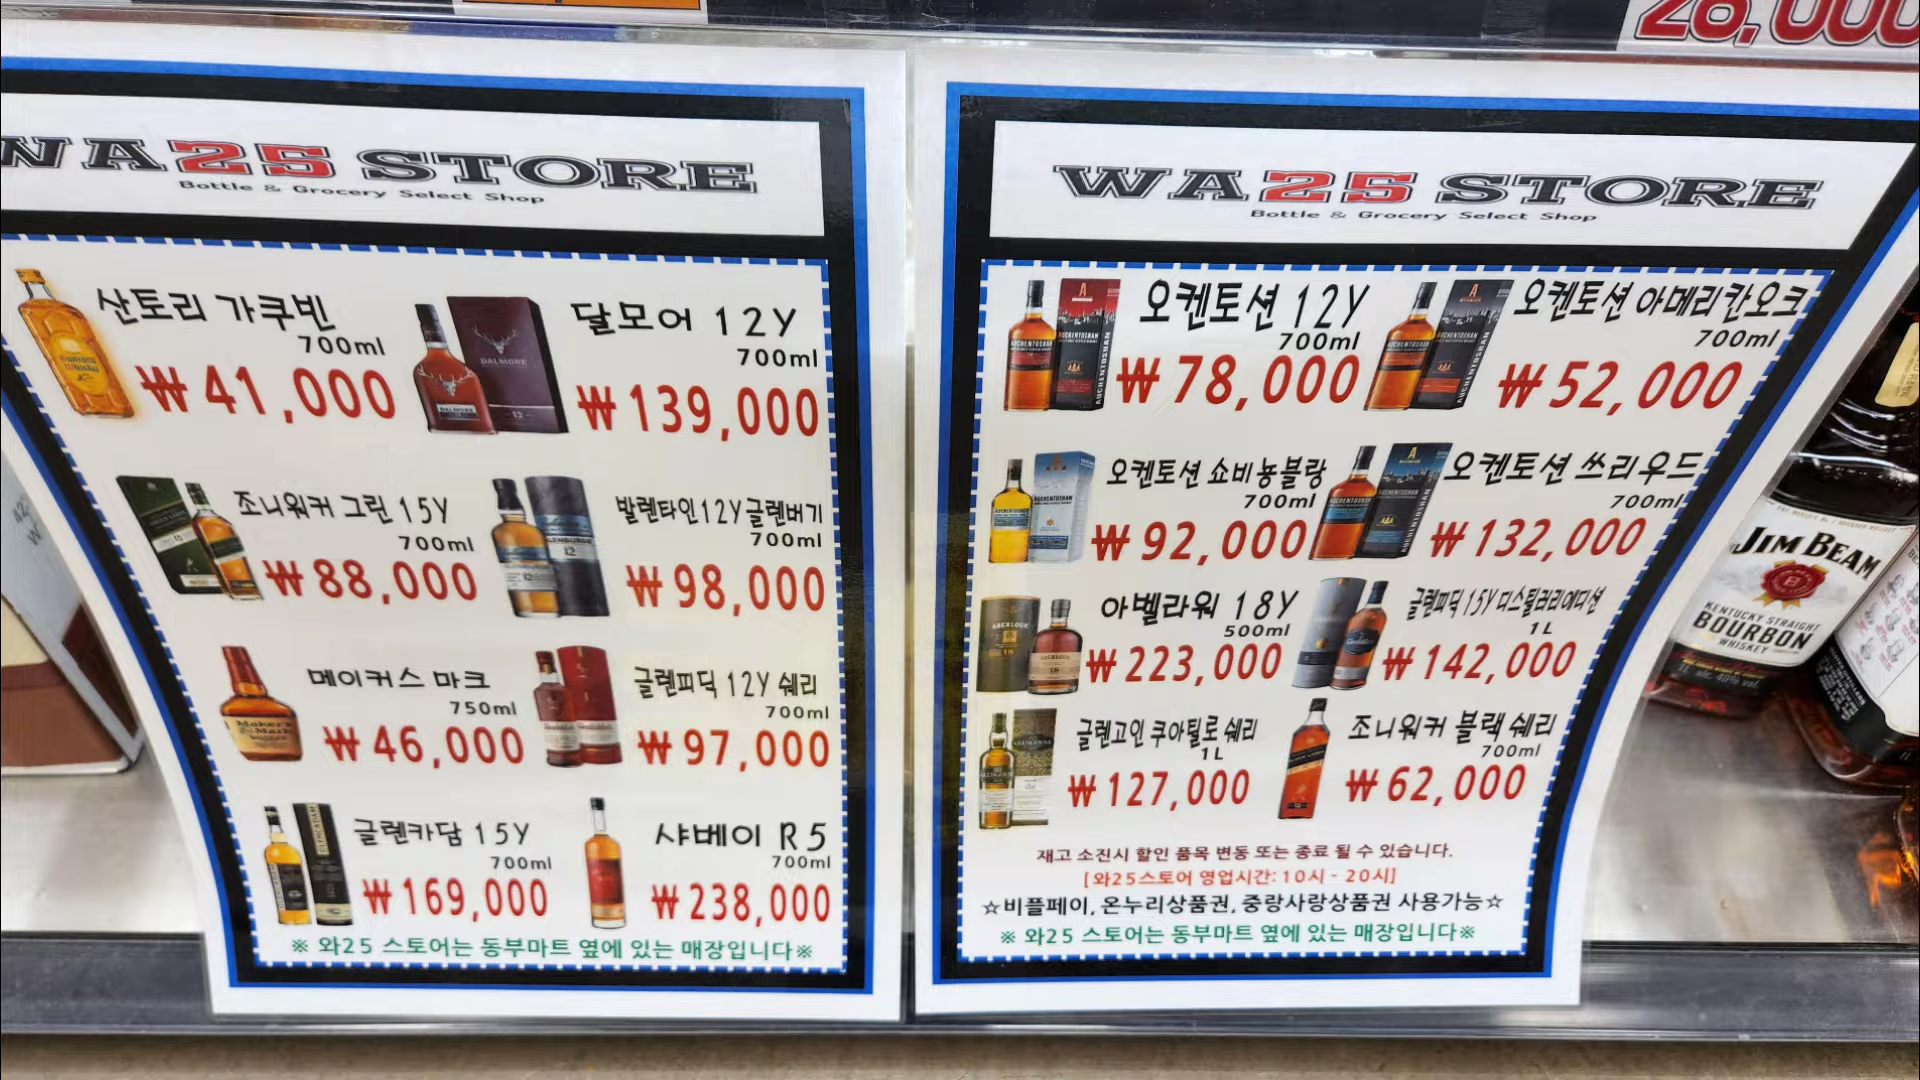 26,000
WA25 STORE
Bottle & Grocery Select Shop
산토리 가쿠빈
700ml
₩41,000
달모어 12Y
700ml
₩139,000
조니워커 그린 15Y
700ml
₩88,000
발렌타인12Y글렌버기
700ml
₩98,000
메이커스 마크
750ml
₩46,000
글렌피딕 12Y 쉐리
700ml
₩97,000
글렌카담 15Y
700ml
₩169,000
샤베이 R5
700ml
₩238,000
※ 와25 스토어는 동부마트 옆에 있는 매장입니다※
WA25 STORE
Bottle & Grocery Select Shop
오켄토션 12Y
700ml
₩78,000
오켄토션 아메리칸오크
700ml
₩52,000
오켄토션 쇼비농블랑
700ml
₩92,000
오켄토션 쓰리우드
700ml
₩132,000
아벨라워 18Y
500ml
₩223,000
글렌피딕 15Y 디스틸러리에디션
1L
₩142,000
글렌고인 쿠아틸로 쉐리
1L
₩127,000
조니워커 블랙 쉐리
700ml
₩62,000
재고 소진시 할인 품목 변동 또는 종료 될 수 있습니다.
[와25스토어 영업시간: 10시 - 20시]
☆비플페이, 온누리상품권, 중랑사랑상품권 사용가능☆
※ 와25 스토어는 동부마트 옆에 있는 매장입니다※
JIM BEAM
KENTUCKY STRAIGHT
BOURBON
WHISKEY